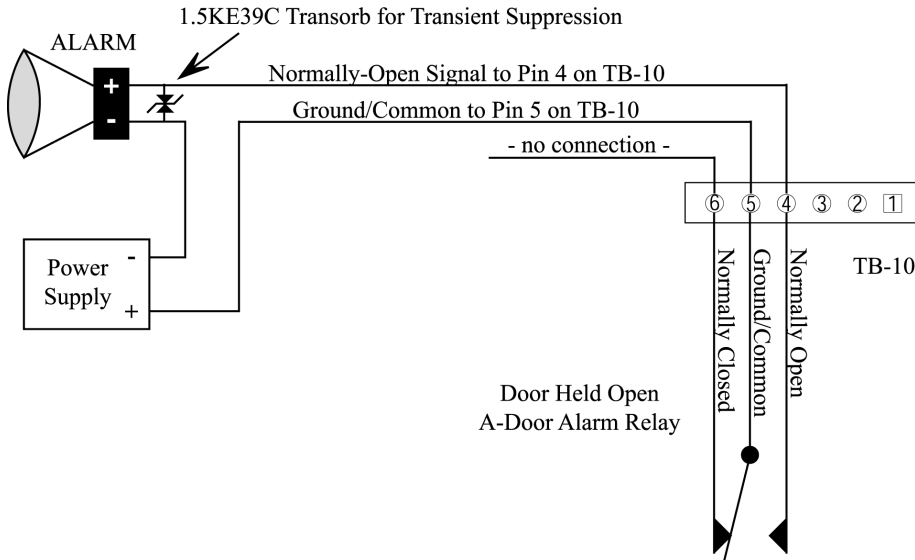 1.5KE39C Transorb for Transient Suppression
ALARM
+
-
Normally-Open Signal to Pin 4 on TB-10
Ground/Common to Pin 5 on TB-10
- no connection -
6 5 4 3 2 1
TB-10
Power
Supply
-
+
Normally Closed
Ground/Common
Normally Open
Door Held Open
A-Door Alarm Relay